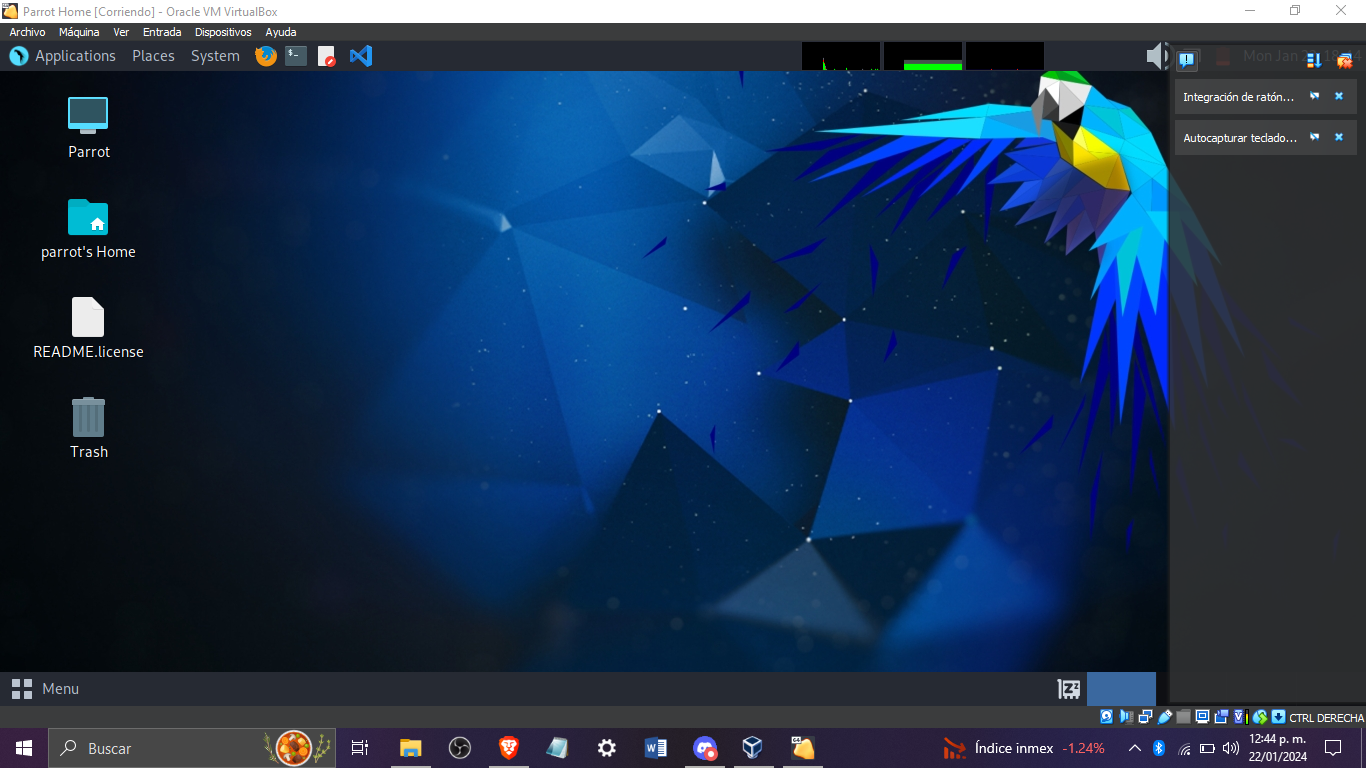 Parrot Home [Corriendo] - Oracle VM VirtualBox
Archivo Máquina Ver Entrada Dispositivos Ayuda
Applications Places System
Mon Jan
Integración de ratón...
Autocapturar teclado...
Parrot
parrot's Home
README.license
Trash
Menu
CTRL DERECHA
Buscar
Índice inmex -1.24%
12:44 p. m.
22/01/2024